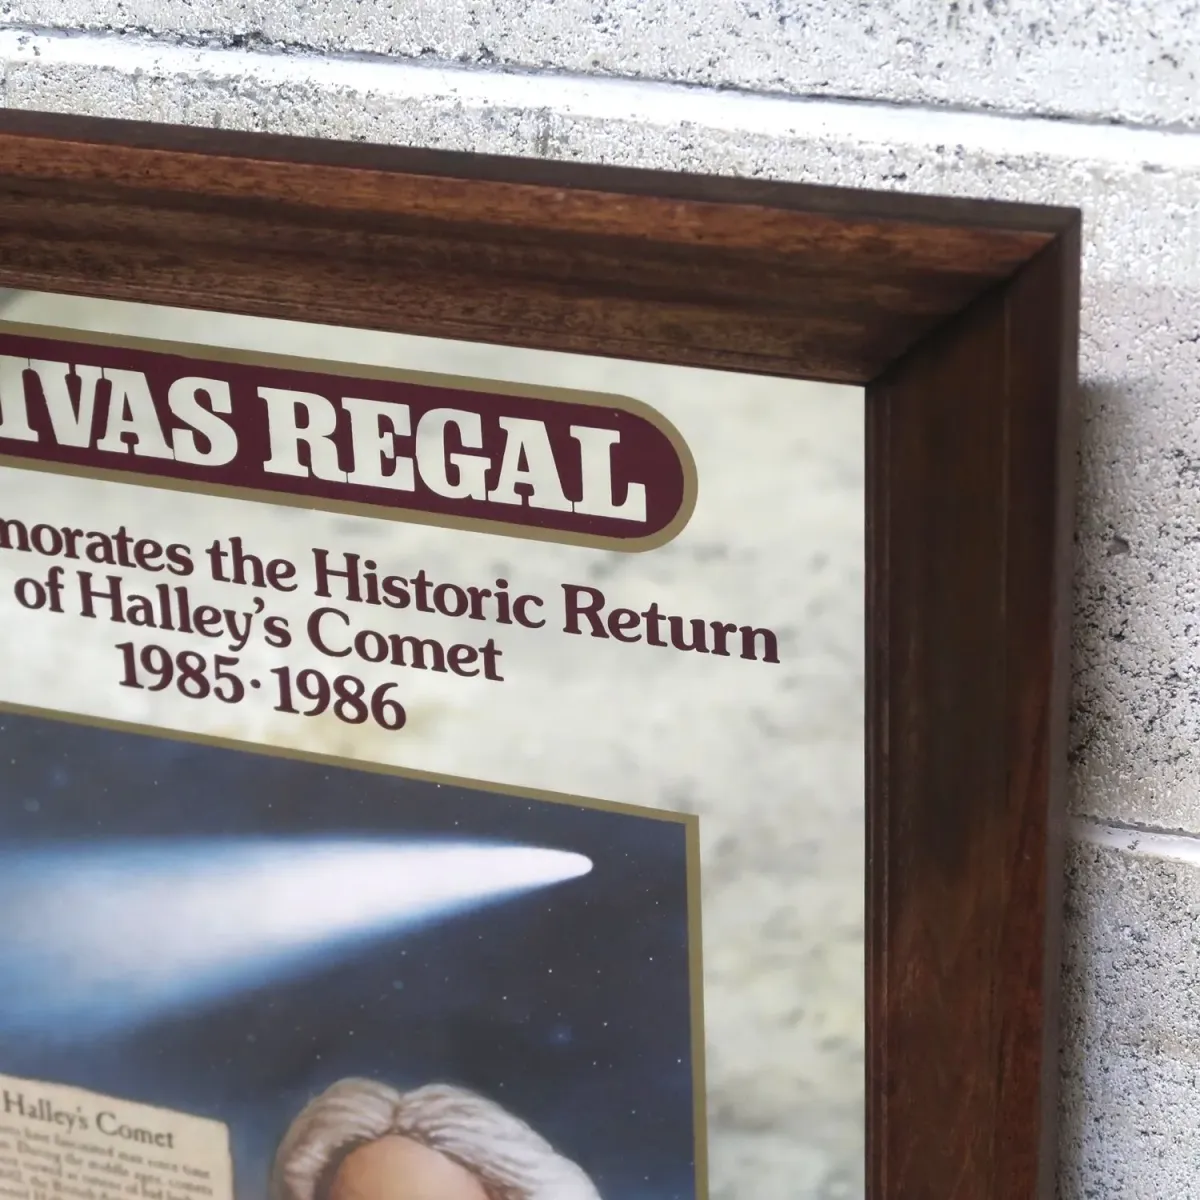 IVAS REGAL
morates the Historic Return
of Halley's Comet
1985·1986
Halley's Comet